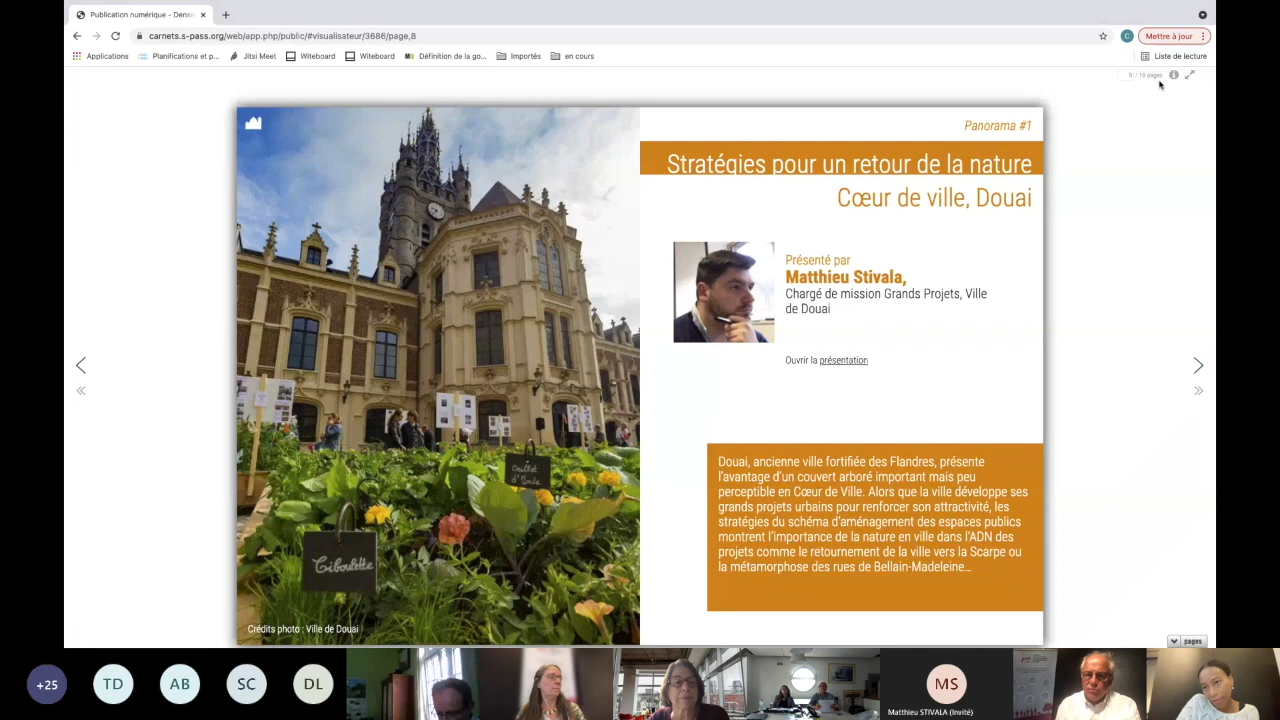 Publication numérique - Densi
carnets.s-pass.org/web/app.php/public/#visualisateur/3686/page,8
C
Mettre à jour
Applications
Planifications et p...
Jitsi Meet
Witeboard
Witeboard
Définition de la go...
Importés
en cours
Liste de lecture
9 / 19 pages
Panorama #1
Stratégies pour un retour de la nature
Cœur de ville, Douai
Présenté par
Matthieu Stivala,
Chargé de mission Grands Projets, Ville
de Douai
Ouvrir la présentation
Œuillet
d'Inde
Ciboulette
Douai, ancienne ville fortifiée des Flandres, présente
l'avantage d'un couvert arboré important mais peu
perceptible en Cœur de Ville. Alors que la ville développe ses
grands projets urbains pour renforcer son attractivité, les
stratégies du schéma d'aménagement des espaces publics
montrent l'importance de la nature en ville dans l'ADN des
projets comme le retournement de la ville vers la Scarpe ou
la métamorphose des rues de Bellain-Madeleine...
Crédits photo : Ville de Douai
pages
+25
TD
AB
SC
DL
MS
Matthieu STIVALA (Invité)